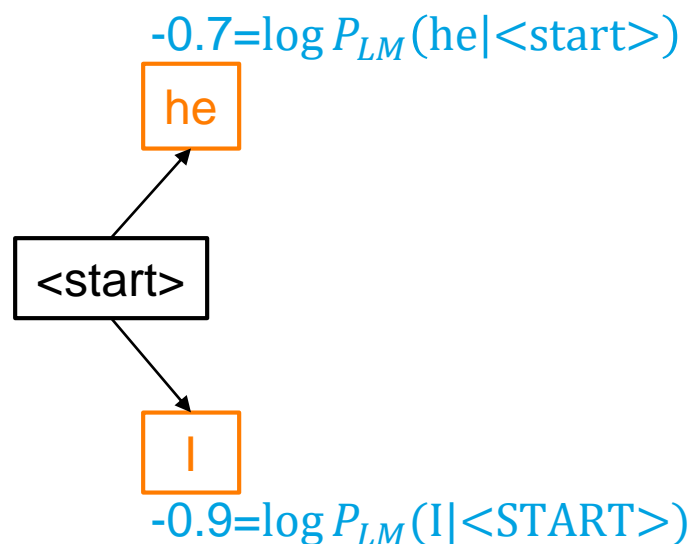 -0.7=log P_LM(he|<start>)
he
<start>
I
-0.9=log P_LM(I|<START>)